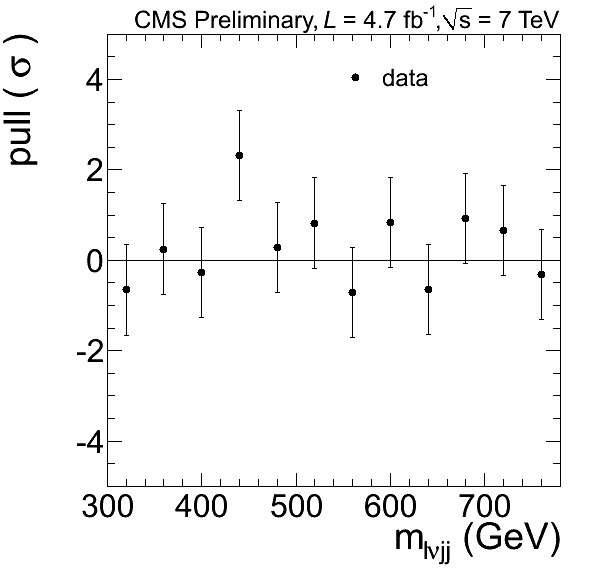 CMS Preliminary, L = 4.7 fb⁻¹,√s = 7 TeV
pull ( σ )
data
4
2
0
-2
-4
300 400 500 600 700
m_lνjj (GeV)